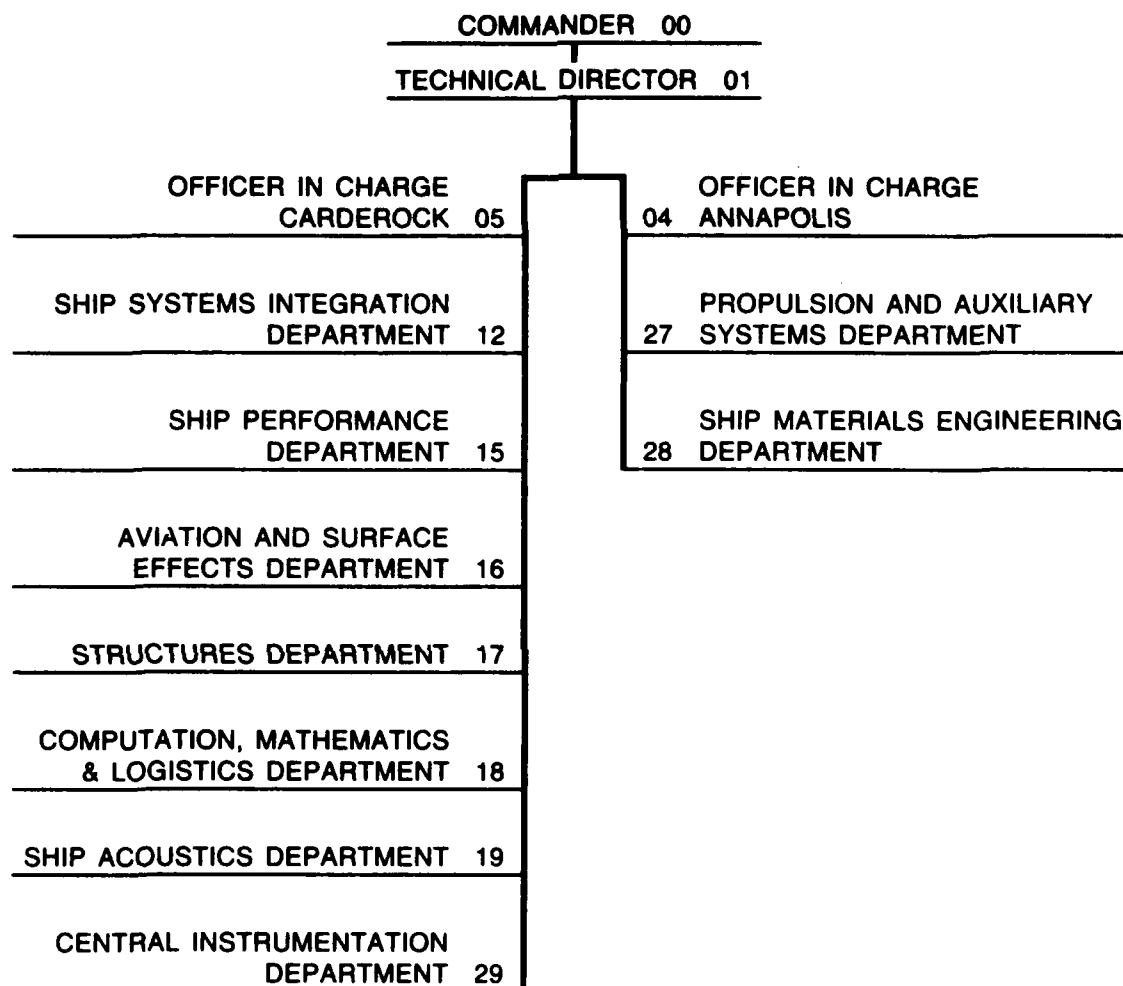 COMMANDER 00
TECHNICAL DIRECTOR 01
OFFICER IN CHARGE
CARDEROCK 05
OFFICER IN CHARGE
04 ANNAPOLIS
SHIP SYSTEMS INTEGRATION
DEPARTMENT 12
PROPULSION AND AUXILIARY
27 SYSTEMS DEPARTMENT
SHIP PERFORMANCE
DEPARTMENT 15
SHIP MATERIALS ENGINEERING
28 DEPARTMENT
AVIATION AND SURFACE
EFFECTS DEPARTMENT 16
STRUCTURES DEPARTMENT 17
COMPUTATION, MATHEMATICS
& LOGISTICS DEPARTMENT 18
SHIP ACOUSTICS DEPARTMENT 19
CENTRAL INSTRUMENTATION
DEPARTMENT 29